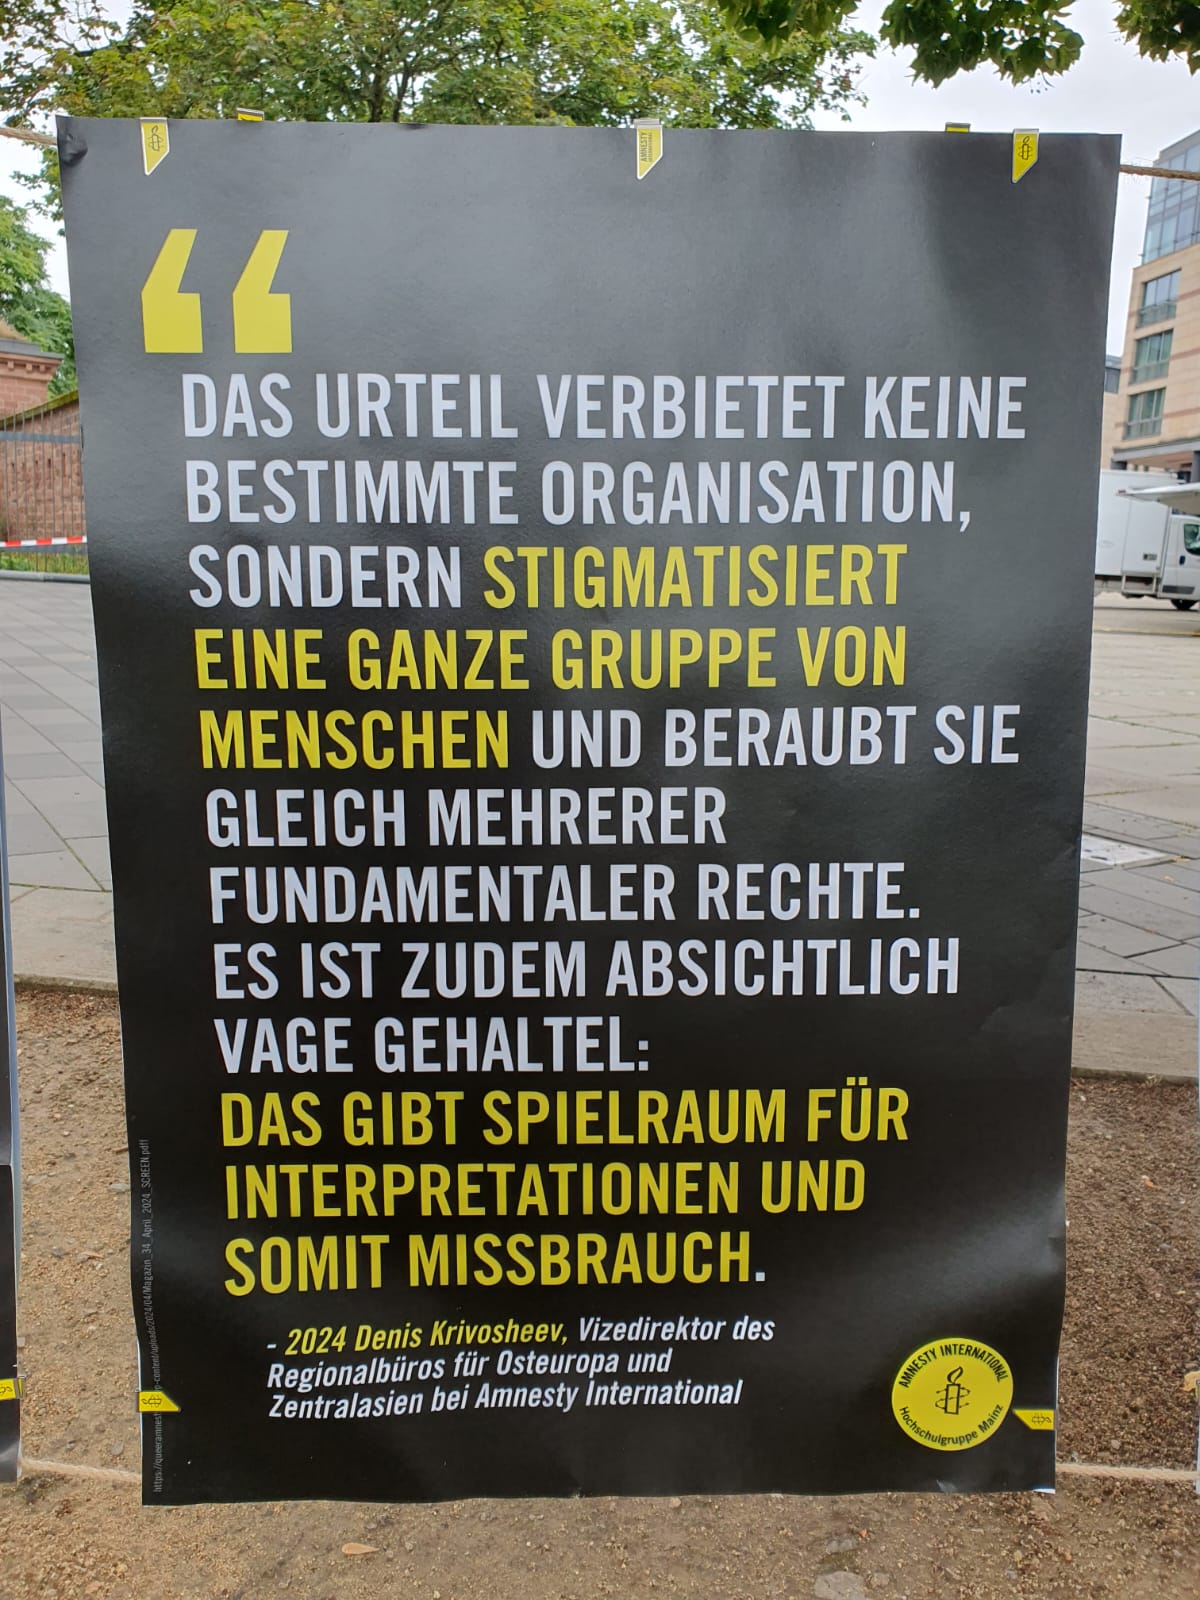 “
DAS URTEIL VERBIETET KEINE
BESTIMMTE ORGANISATION,
SONDERN STIGMATISIERT
EINE GANZE GRUPPE VON
MENSCHEN UND BERAUBT SIE
GLEICH MEHRERER
FUNDAMENTALER RECHTE.
ES IST ZUDEM ABSICHTLICH
VAGE GEHALTEL:
DAS GIBT SPIELRAUM FÜR
INTERPRETATIONEN UND
SOMIT MISSBRAUCH.
- 2024 Denis Krivosheev, Vizedirektor des
Regionalbüros für Osteuropa und
Zentralasien bei Amnesty International
AMNESTY INTERNATIONAL
Hochschulgruppe Mainz
AMNESTY INTERNATIONAL